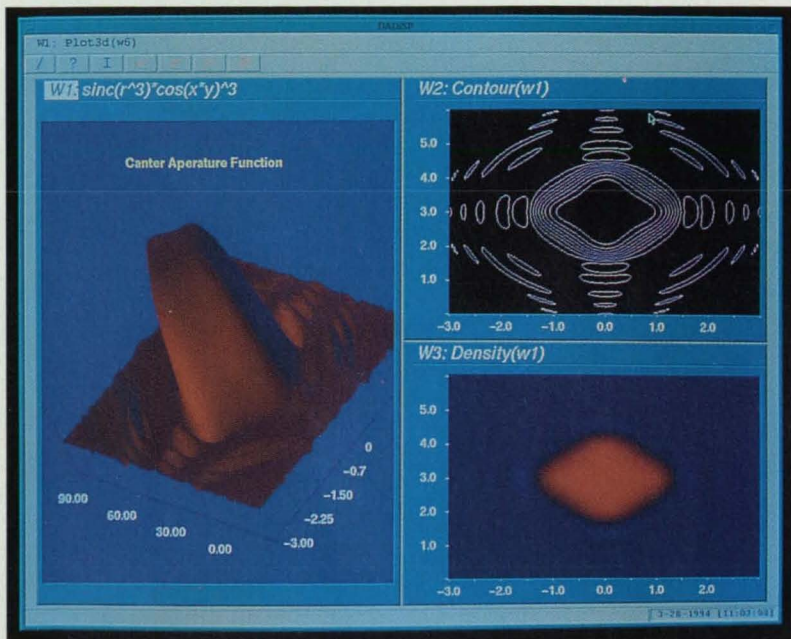 DADiSP
W1: Plot3d(w6)
/ ? I
W1: sinc(r^3)*cos(x*y)^3
Canter Aperature Function
90.00
60.00
30.00
0.00
0
-0.7
-1.50
-2.25
-3.00
W2: Contour(w1)
5.0
4.0
3.0
2.0
1.0
-3.0 -2.0 -1.0 0.0 1.0 2.0
W3: Density(w1)
5.0
4.0
3.0
2.0
1.0
-3.0 -2.0 -1.0 0.0 1.0 2.0
3-28-1994 [11:03:00]